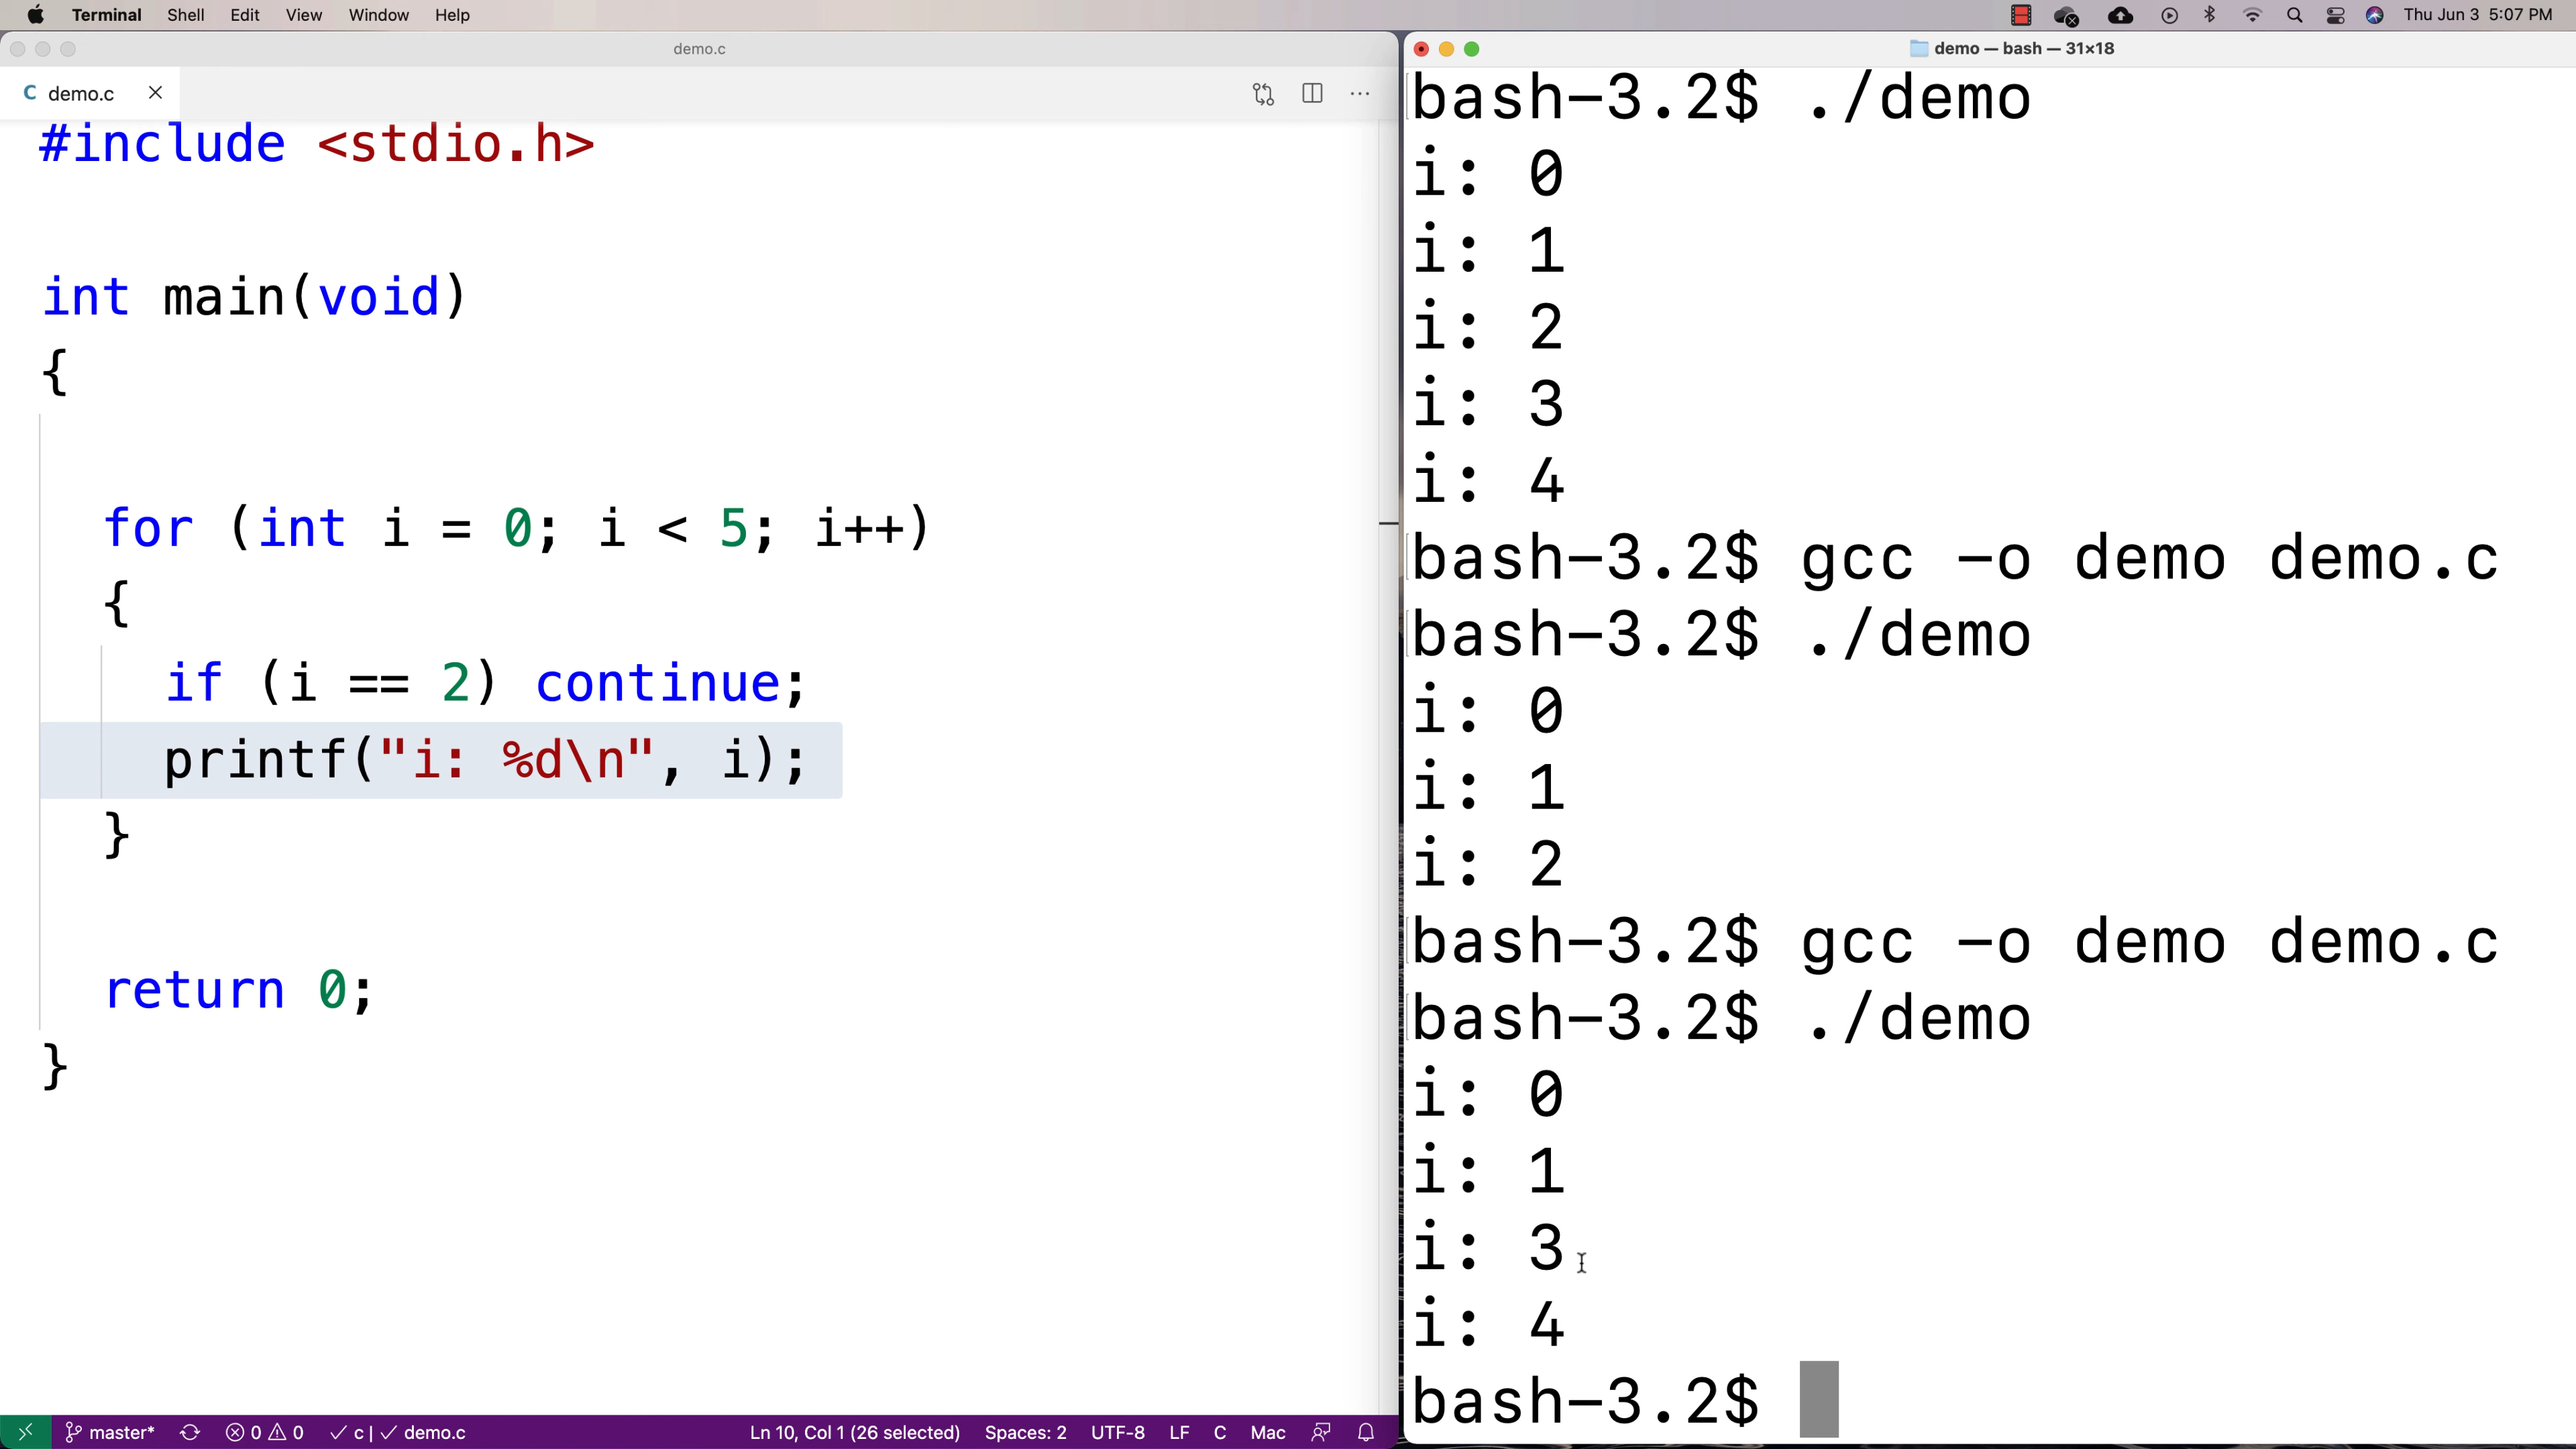 Terminal Shell Edit View Window Help Thu Jun 3 5:07 PM
demo.c
demo.c
#include <stdio.h>
int main(void)
{
for (int i = 0; i < 5; i++)
{
if (i == 2) continue;
printf("i: %d\n", i);
}
return 0;
}
master* 0 0 c | demo.c Ln 10, Col 1 (26 selected) Spaces: 2 UTF-8 LF C Mac
demo — bash — 31×18
bash-3.2$ ./demo
i: 0
i: 1
i: 2
i: 3
i: 4
bash-3.2$ gcc -o demo demo.c
bash-3.2$ ./demo
i: 0
i: 1
i: 2
bash-3.2$ gcc -o demo demo.c
bash-3.2$ ./demo
i: 0
i: 1
i: 3
i: 4
bash-3.2$